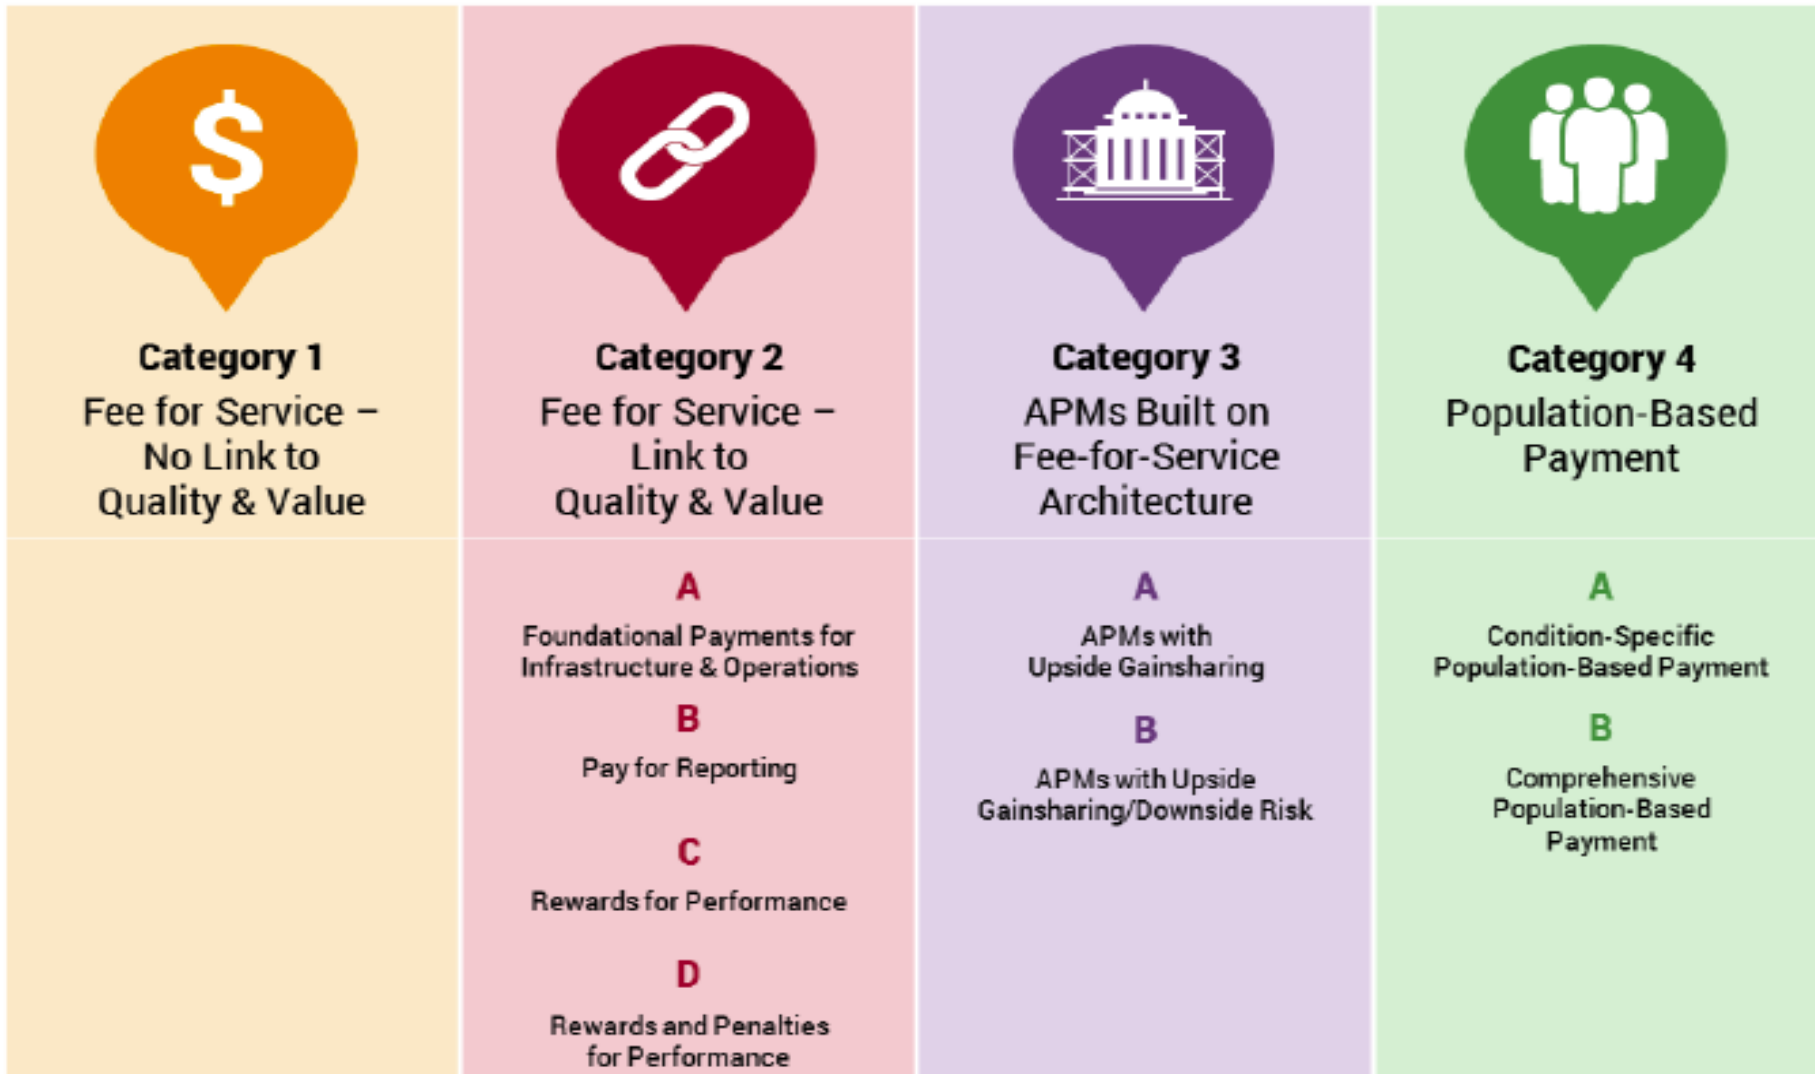 $
Category 1
Fee for Service –
No Link to
Quality & Value
Category 2
Fee for Service –
Link to
Quality & Value
A
Foundational Payments for
Infrastructure & Operations
B
Pay for Reporting
C
Rewards for Performance
D
Rewards and Penalties
for Performance
Category 3
APMs Built on
Fee-for-Service
Architecture
A
APMs with
Upside Gainsharing
B
APMs with Upside
Gainsharing/Downside Risk
Category 4
Population-Based
Payment
A
Condition-Specific
Population-Based Payment
B
Comprehensive
Population-Based
Payment